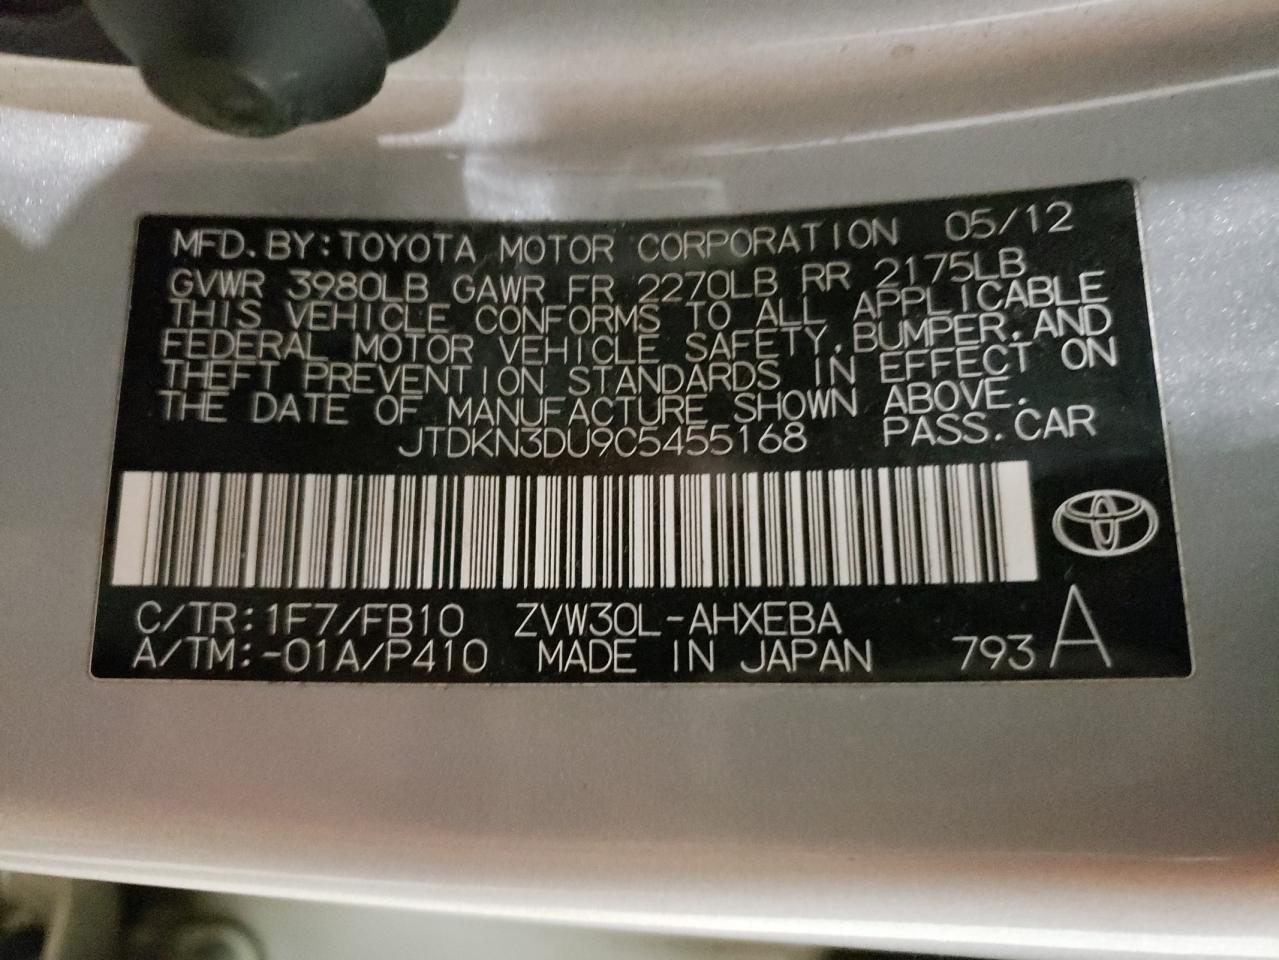 MFD.BY:TOYOTA MOTOR CORPORATION 05/12
GVWR 3980LB GAWR FR 2270LB RR 2175LB
THIS VEHICLE CONFORMS TO ALL APPLICABLE
FEDERAL MOTOR VEHICLE SAFETY,BUMPER,AND
THEFT PREVENTION STANDARDS IN EFFECT ON
THE DATE OF MANUFACTURE SHOWN ABOVE.
JTDKN3DU9C5455168 PASS.CAR
C/TR:1F7/FB10 ZVW30L-AHXEBA
A/TM:-01A/P410 MADE IN JAPAN 793 A